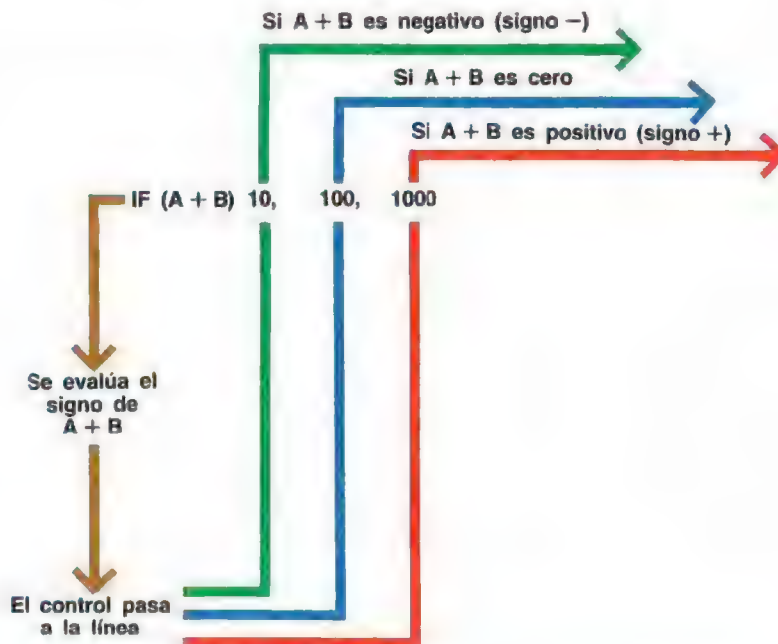 Si A + B es negativo (signo −)
Si A + B es cero
Si A + B es positivo (signo +)
IF (A + B) 10, 100, 1000
Se evalúa el
signo de
A + B
El control pasa
a la línea